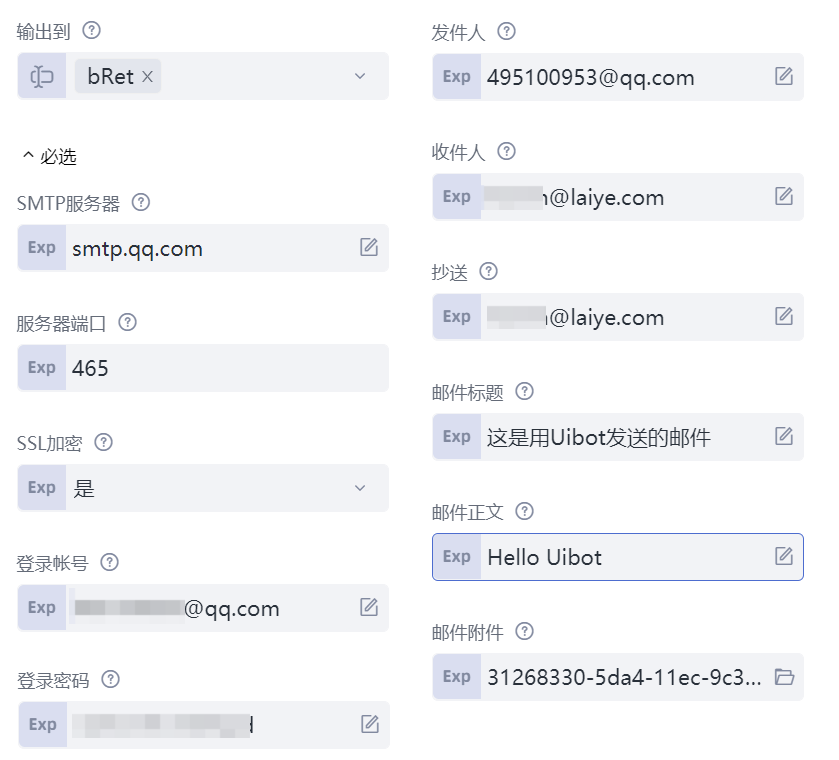 输出到
bRet
必选
SMTP服务器
Exp smtp.qq.com
服务器端口
Exp 465
SSL加密
Exp 是
登录帐号
Exp @qq.com
登录密码
Exp
发件人
Exp 495100953@qq.com
收件人
Exp @laiye.com
抄送
Exp @laiye.com
邮件标题
Exp 这是用Uibot发送的邮件
邮件正文
Exp Hello Uibot
邮件附件
Exp 31268330-5da4-11ec-9c3...